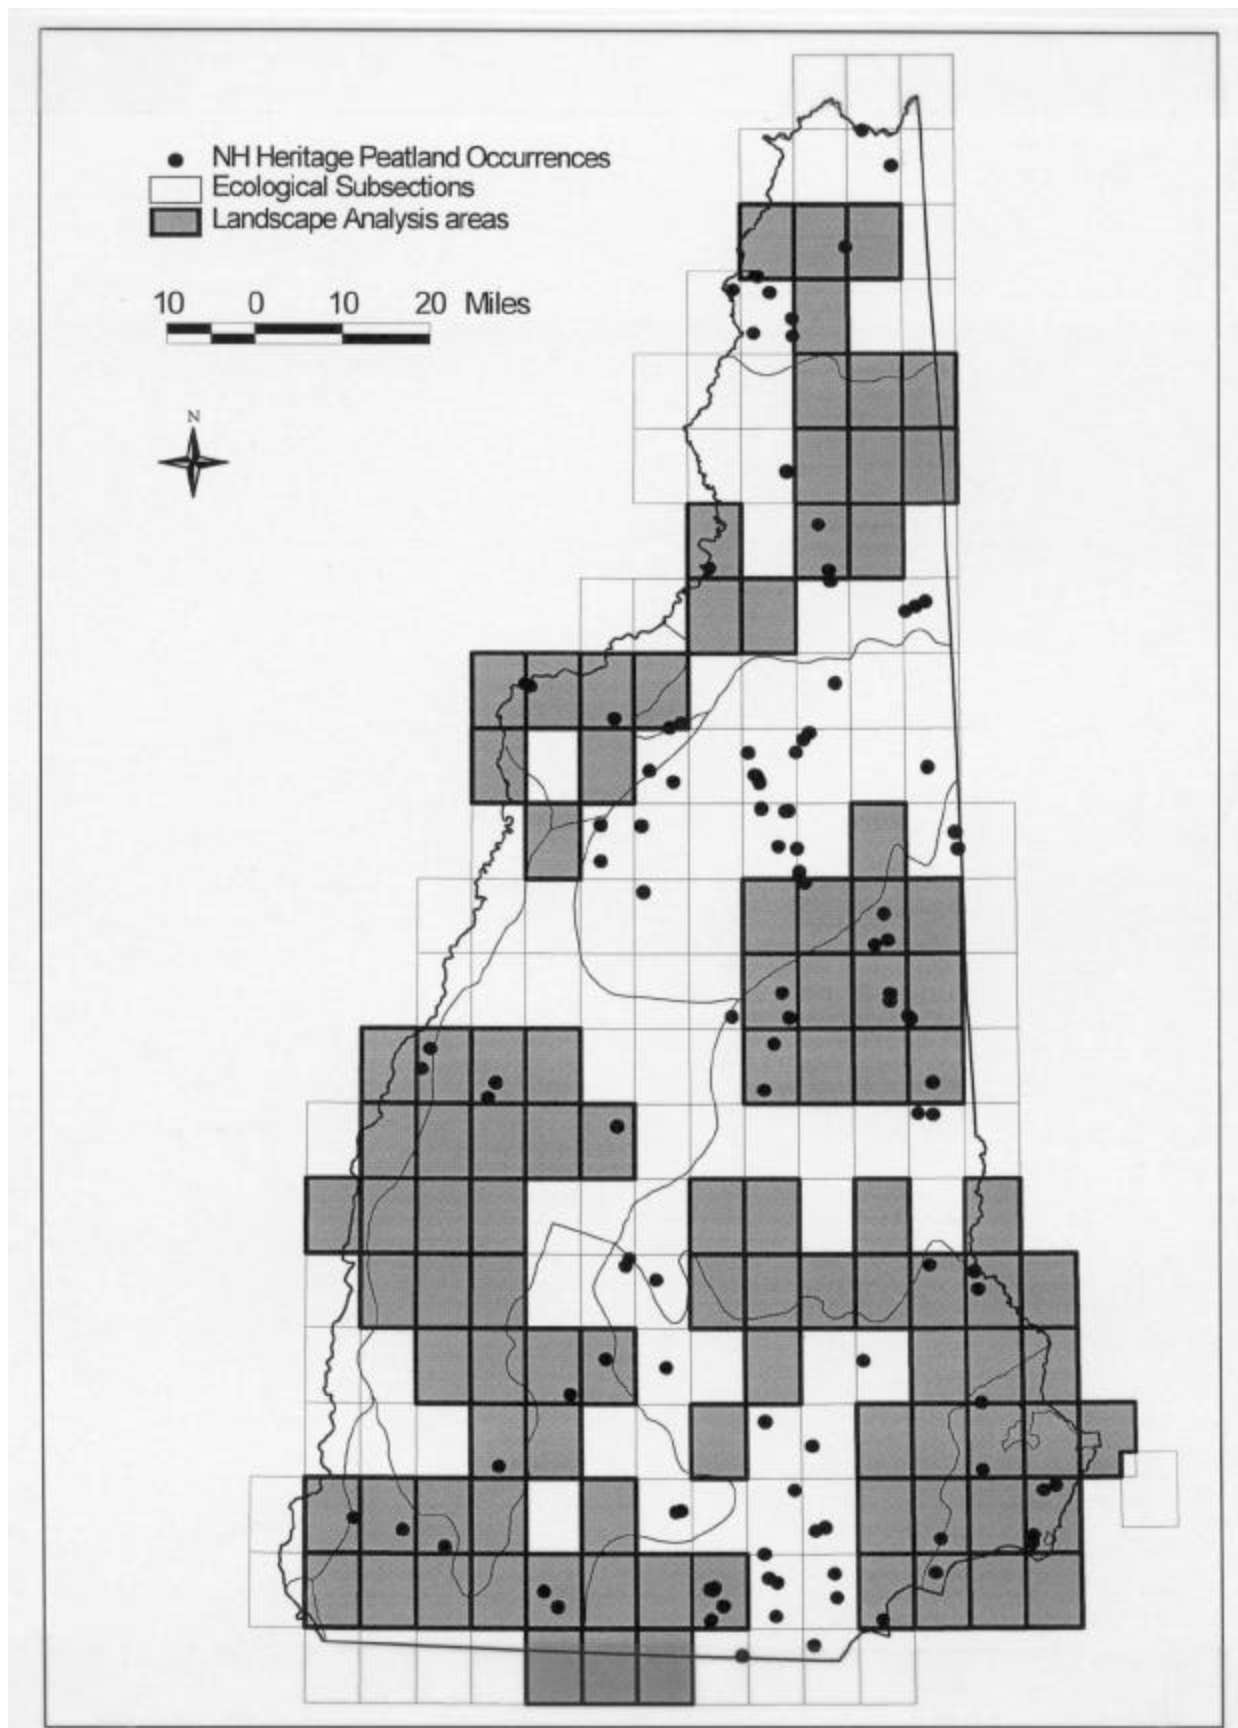 NH Heritage Peatland Occurrences
Ecological Subsections
Landscape Analysis areas
10 0 10 20 Miles
N